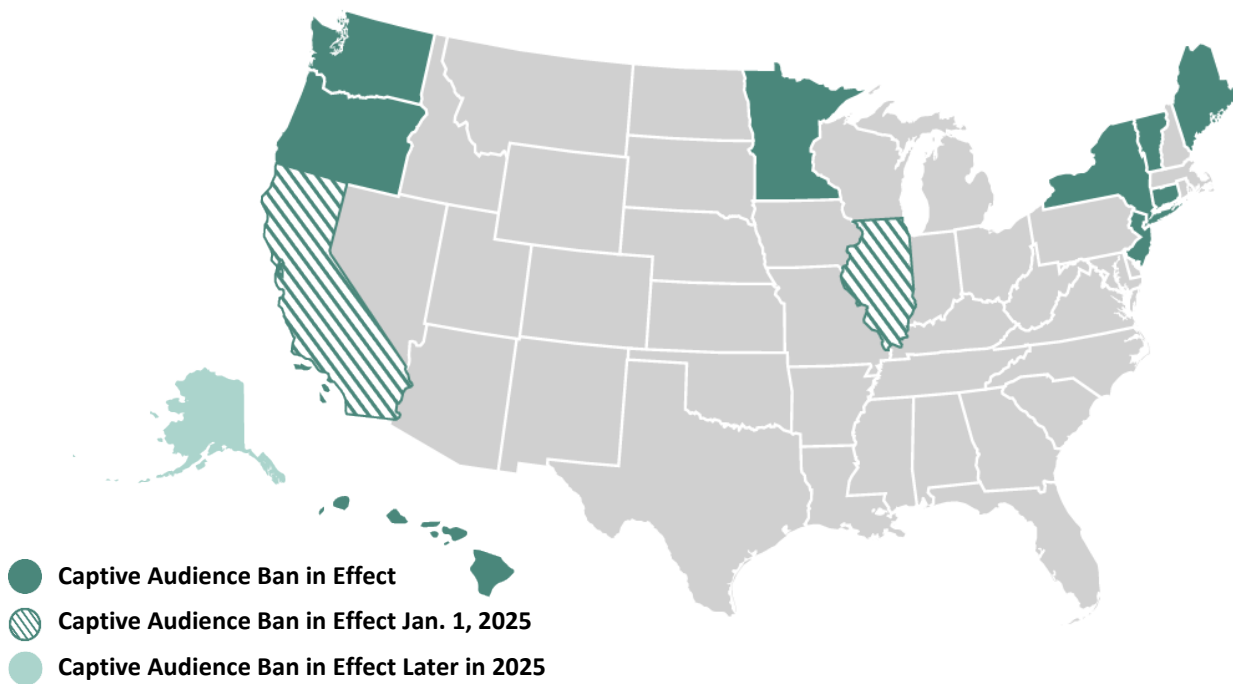 Captive Audience Ban in Effect
Captive Audience Ban in Effect Jan. 1, 2025
Captive Audience Ban in Effect Later in 2025